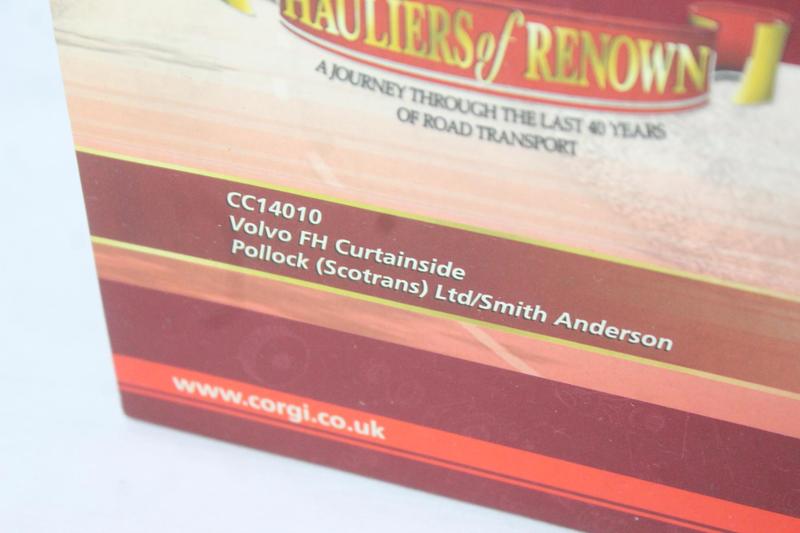 HAULIERS of RENOWN
A JOURNEY THROUGH THE LAST 40 YEARS
OF ROAD TRANSPORT
CC14010
Volvo FH Curtainside
Pollock (Scotrans) Ltd/Smith Anderson
www.corgi.co.uk